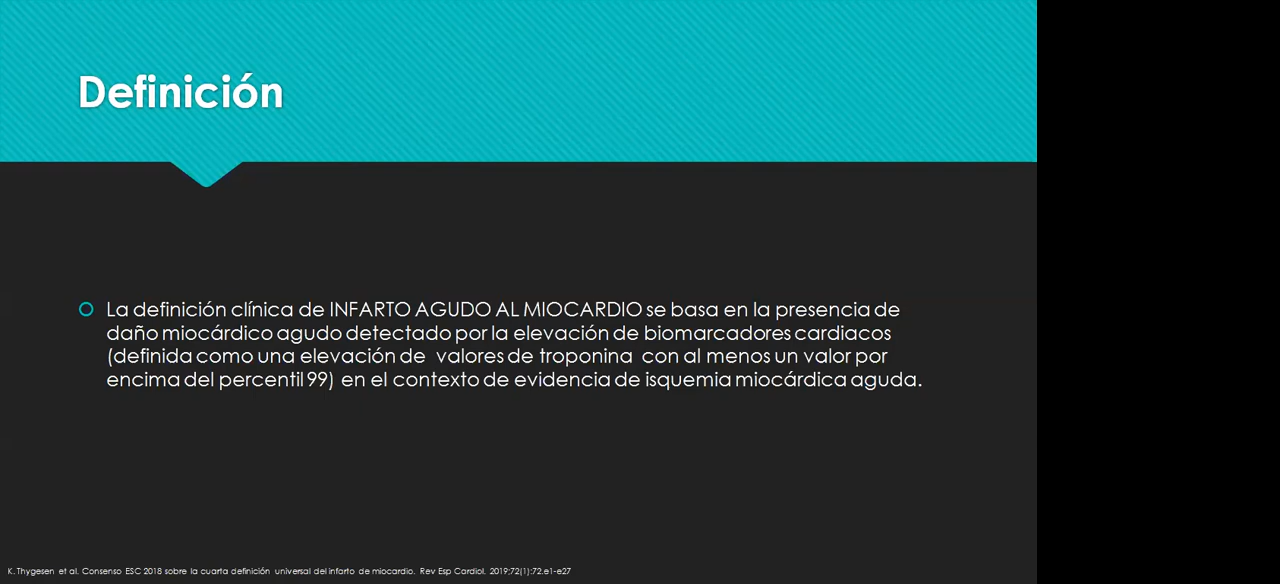 Definición
La definición clínica de INFARTO AGUDO AL MIOCARDIO se basa en la presencia de
daño miocárdico agudo detectado por la elevación de biomarcadores cardiacos
(definida como una elevación de valores de troponina con al menos un valor por
encima del percentil 99) en el contexto de evidencia de isquemia miocárdica aguda.
K. Thygesen et al. Consenso ESC 2018 sobre la cuarta definición universal del infarto de miocardio. Rev Esp Cardiol. 2019;72(1):72.e1-e27